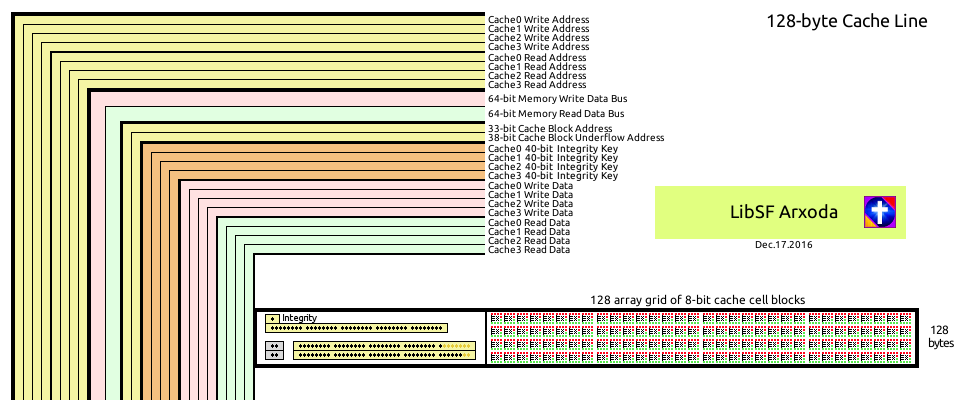 128-byte Cache Line
Cache0 Write Address
Cache1 Write Address
Cache2 Write Address
Cache3 Write Address
Cache0 Read Address
Cache1 Read Address
Cache2 Read Address
Cache3 Read Address
64-bit Memory Write Data Bus
64-bit Memory Read Data Bus
33-bit Cache Block Address
38-bit Cache Block Underflow Address
Cache0 40-bit Integrity Key
Cache1 40-bit Integrity Key
Cache2 40-bit Integrity Key
Cache3 40-bit Integrity Key
Cache0 Write Data
Cache1 Write Data
Cache2 Write Data
Cache3 Write Data
Cache0 Read Data
Cache1 Read Data
Cache2 Read Data
Cache3 Read Data
LibSF Arxoda
Dec.17.2016
128 array grid of 8-bit cache cell blocks
Integrity
128
bytes